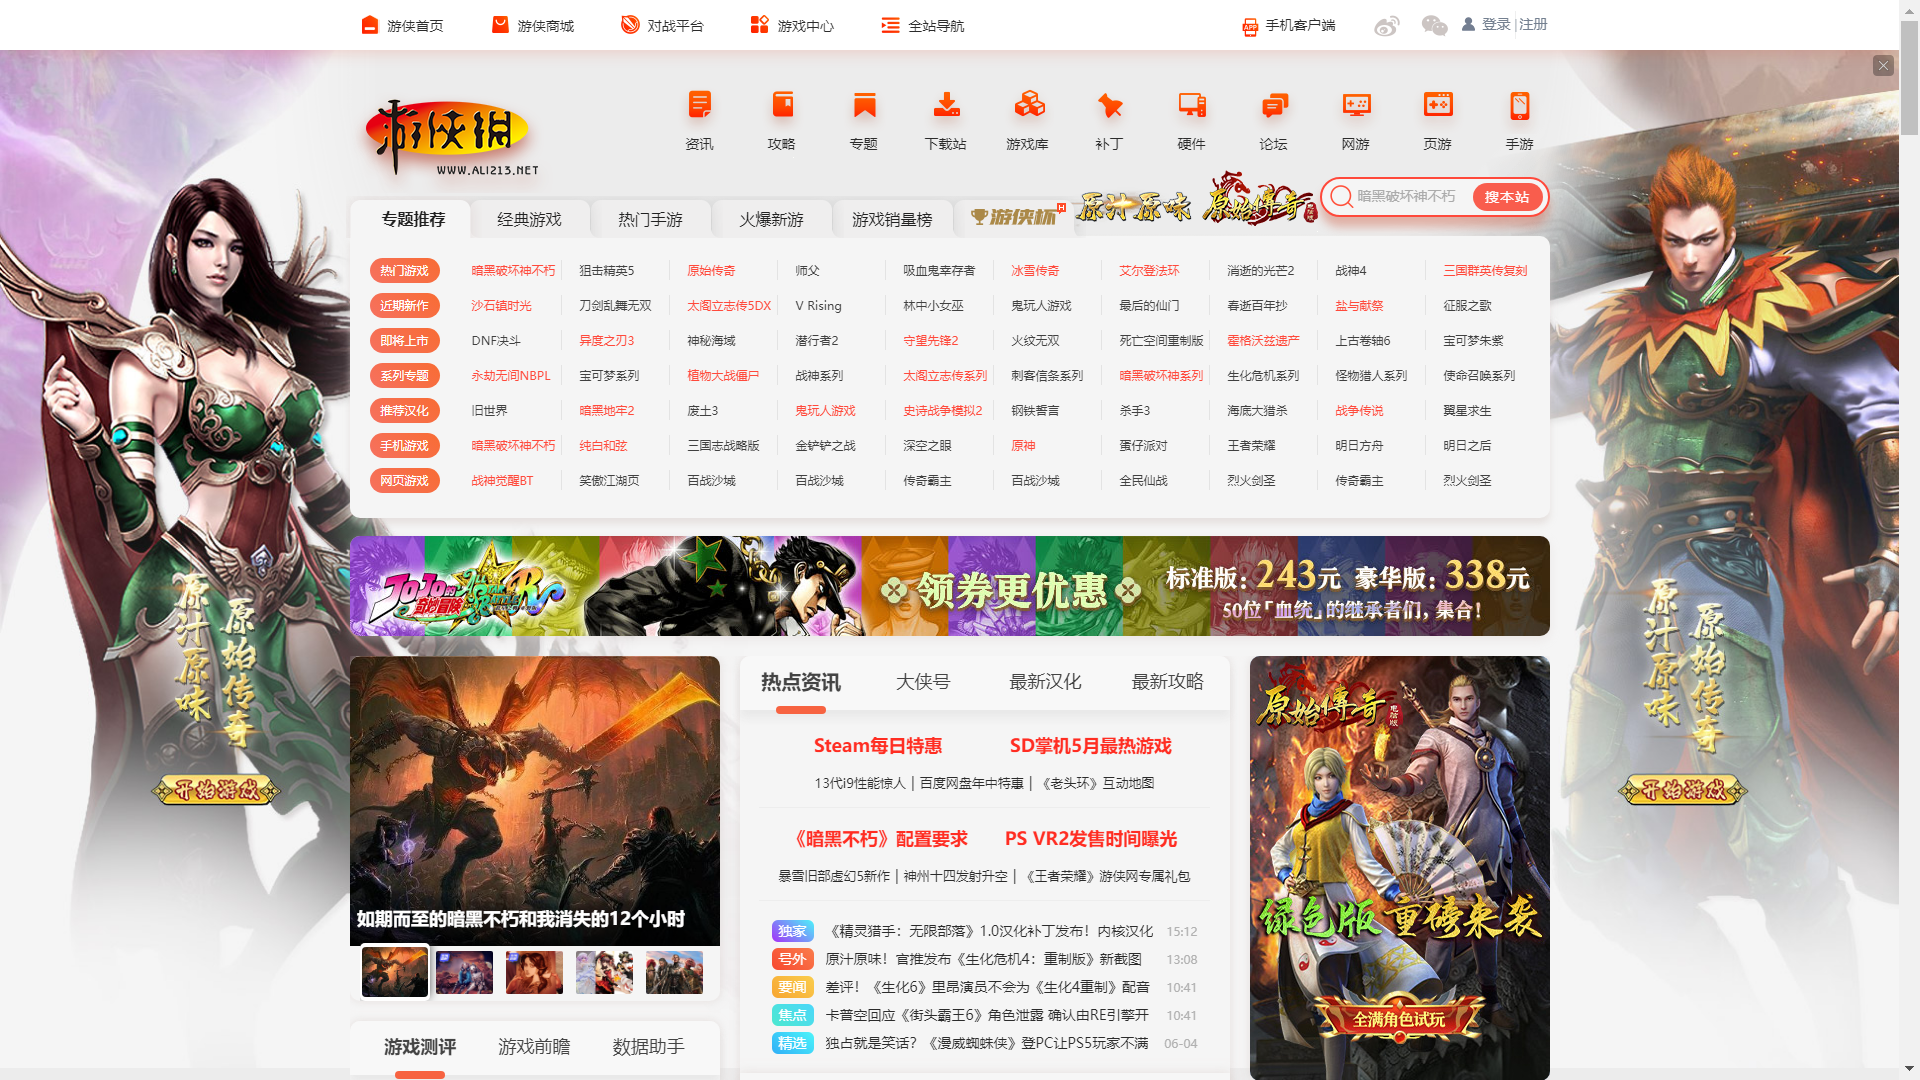 游侠首页 游侠商城 对战平台 游戏中心 全站导航 手机客户端 登录 注册
游侠网
WWW.ALI213.NET
资讯 攻略 专题 下载站 游戏库 补丁 硬件 论坛 网游 页游 手游
专题推荐 经典游戏 热门手游 火爆新游 游戏销量榜 游侠杯 H 原汁原味 原始傳奇 暗黑破坏神不朽 搜本站
热门游戏 暗黑破坏神不朽 狙击精英5 原始传奇 师父 吸血鬼幸存者 冰雪传奇 艾尔登法环 消逝的光芒2 战神4 三国群英传复刻
近期新作 沙石镇时光 刀剑乱舞无双 太阁立志传5DX V Rising 林中小女巫 鬼玩人游戏 最后的仙门 春逝百年抄 盐与献祭 征服之歌
即将上市 DNF决斗 异度之刃3 神秘海域 潜行者2 守望先锋2 火纹无双 死亡空间重制版 霍格沃兹遗产 上古卷轴6 宝可梦朱紫
系列专题 永劫无间NBPL 宝可梦系列 植物大战僵尸 战神系列 太阁立志传系列 刺客信条系列 暗黑破坏神系列 生化危机系列 怪物猎人系列 使命召唤系列
推荐汉化 旧世界 暗黑地牢2 废土3 鬼玩人游戏 史诗战争模拟2 钢铁誓言 杀手3 海底大猎杀 战争传说 翼星求生
手机游戏 暗黑破坏神不朽 纯白和弦 三国志战略版 金铲铲之战 深空之眼 原神 蛋仔派对 王者荣耀 明日方舟 明日之后
网页游戏 战神觉醒BT 笑傲江湖页 百战沙城 百战沙城 传奇霸主 百战沙城 全民仙战 烈火剑圣 传奇霸主 烈火剑圣
JOJO的奇妙冒険 ALL STAR BATTLE R
领券更优惠
标准版：243元 豪华版：338元
50位「血统」的继承者们，集合！
原汁原味
原始传奇
开始游戏
原汁原味
原始传奇
开始游戏
如期而至的暗黑不朽和我消失的12个小时
游戏测评 游戏前瞻 数据助手
热点资讯 大侠号 最新汉化 最新攻略
Steam每日特惠 SD掌机5月最热游戏
13代i9性能惊人 | 百度网盘年中特惠 | 《老头环》互动地图
《暗黑不朽》配置要求 PS VR2发售时间曝光
暴雪旧部虚幻5新作 | 神州十四发射升空 | 《王者荣耀》游侠网专属礼包
独家 《精灵猎手：无限部落》1.0汉化补丁发布！内核汉化 15:12
号外 原汁原味！官推发布《生化危机4：重制版》新截图 13:08
要闻 差评！《生化6》里昂演员不会为《生化4重制》配音 10:41
焦点 卡普空回应《街头霸王6》角色泄露 确认由RE引擎开 10:41
精选 独占就是笑话？《漫威蜘蛛侠》登PC让PS5玩家不满 06-04
原始傳奇
电信版
绿色版 重磅来袭
全满角色试玩